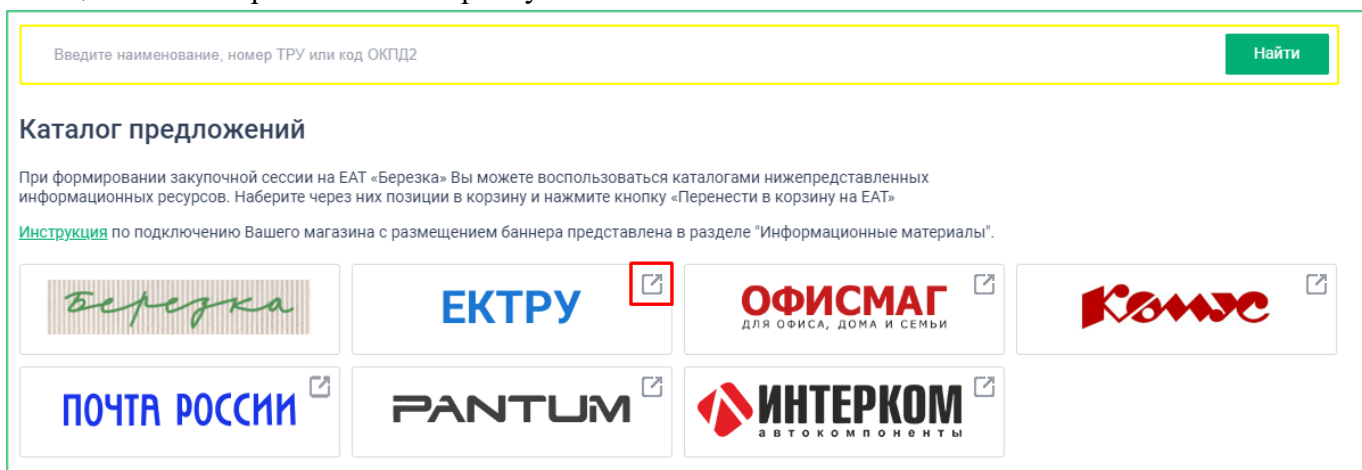 Введите наименование, номер ТРУ или код ОКПД2
Найти
Каталог предложений
При формировании закупочной сессии на ЕАТ «Березка» Вы можете воспользоваться каталогами нижепредставленных
информационных ресурсов. Наберите через них позиции в корзину и нажмите кнопку «Перенести в корзину на ЕАТ»
Инструкция по подключению Вашего магазина с размещением баннера представлена в разделе "Информационные материалы".
Березка
ЕКТРУ
ОФИСМАГ
ДЛЯ ОФИСА, ДОМА И СЕМЬИ
Комус
ПОЧТА РОССИИ
PANTUM
ИНТЕРКОМ
АВТОКОМПОНЕНТЫ